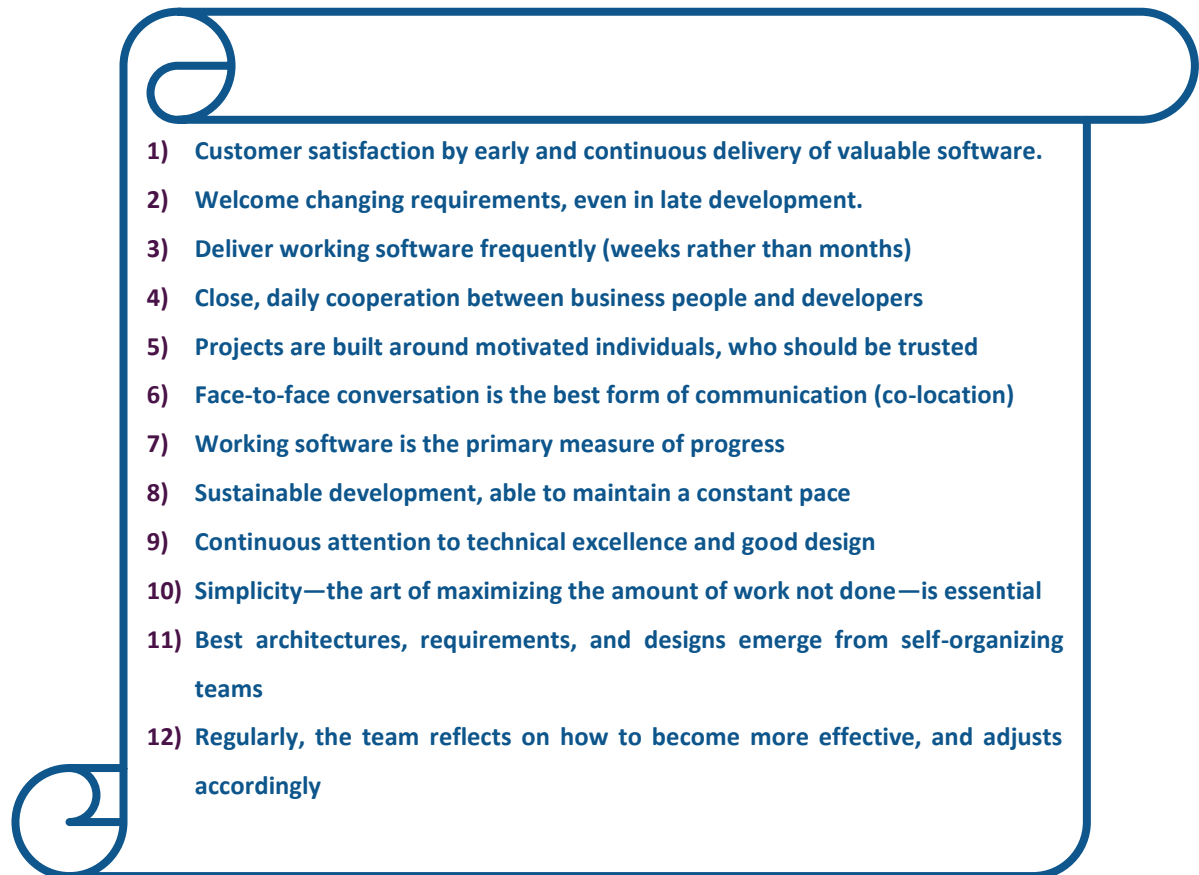 1) Customer satisfaction by early and continuous delivery of valuable software.
2) Welcome changing requirements, even in late development.
3) Deliver working software frequently (weeks rather than months)
4) Close, daily cooperation between business people and developers
5) Projects are built around motivated individuals, who should be trusted
6) Face-to-face conversation is the best form of communication (co-location)
7) Working software is the primary measure of progress
8) Sustainable development, able to maintain a constant pace
9) Continuous attention to technical excellence and good design
10) Simplicity—the art of maximizing the amount of work not done—is essential
11) Best architectures, requirements, and designs emerge from self-organizing
teams
12) Regularly, the team reflects on how to become more effective, and adjusts
accordingly